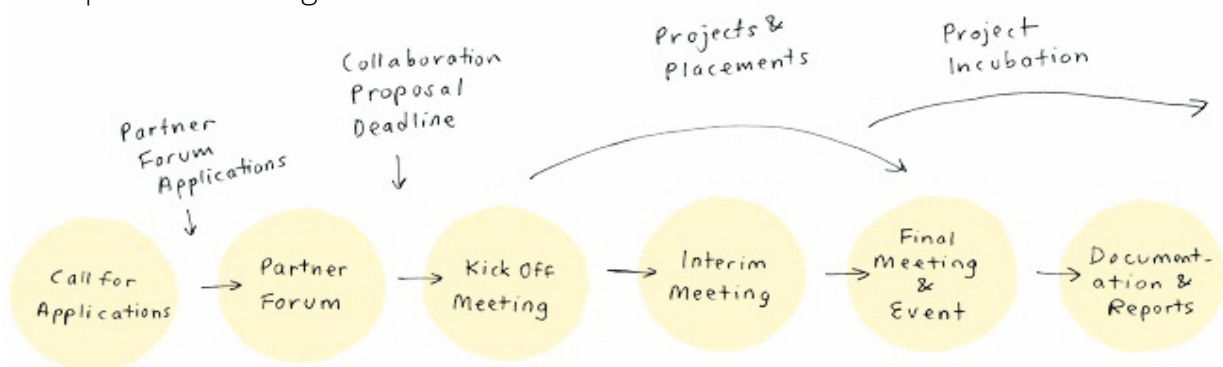 Projects &
Placements
Project
Incubation
Collaboration
Proposal
Deadline
Partner
Forum
Applications
Call for
Applications
Partner
Forum
Kick Off
Meeting
Interim
Meeting
Final
Meeting
&
Event
Document-
ation &
Reports